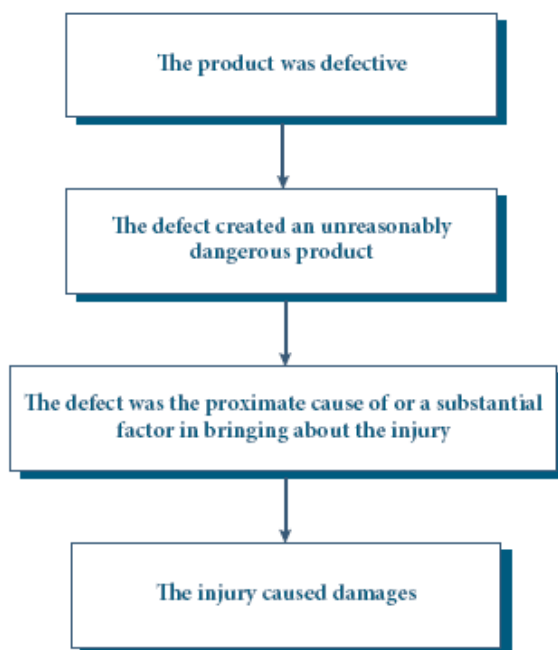 The product was defective
The defect created an unreasonably
dangerous product
The defect was the proximate cause of or a substantial
factor in bringing about the injury
The injury caused damages